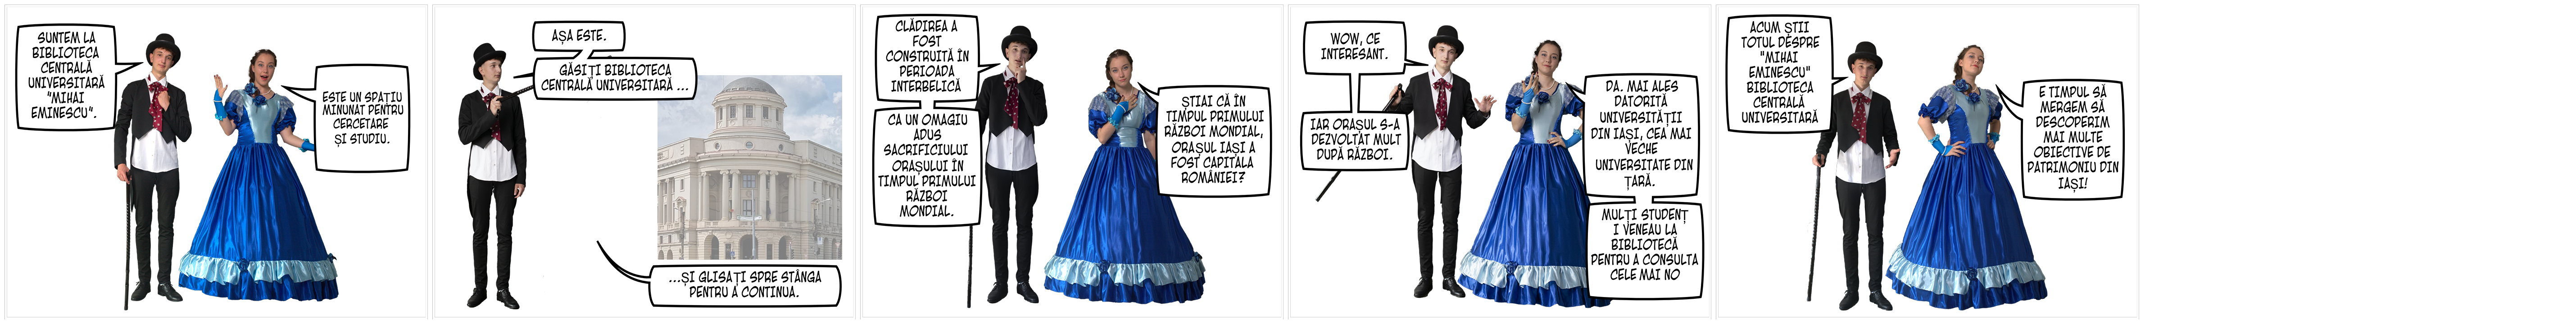 SUNTEM LA
BIBLIOTECA
CENTRALĂ
UNIVERSITARĂ
"MIHAI
EMINESCU".
ESTE UN SPAȚIU
MINUNAT PENTRU
CERCETARE
ȘI STUDIU.
AȘA ESTE.
GĂSIȚI BIBLIOTECA
CENTRALĂ UNIVERSITARĂ ...
...ȘI GLISAȚI SPRE STÂNGA
PENTRU A CONTINUA.
CLĂDIREA A
FOST
CONSTRUITĂ ÎN
PERIOADA
INTERBELICĂ
CA UN OMAGIU
ADUS
SACRIFICIULUI
ORAȘULUI ÎN
TIMPUL PRIMULUI
RĂZBOI
MONDIAL.
ȘTIAI CĂ ÎN
TIMPUL PRIMULUI
RĂZBOI MONDIAL,
ORAȘUL IAȘI A
FOST CAPITALA
ROMÂNIEI?
WOW, CE
INTERESANT.
IAR ORAȘUL S-A
DEZVOLTAT MULT
DUPĂ RĂZBOI.
DA. MAI ALES
DATORITĂ
UNIVERSITĂȚII
DIN IAȘI, CEA MAI
VECHE
UNIVERSITATE DIN
ȚARĂ.
MULȚI STUDENȚ
I VENEAU LA
BIBLIOTECĂ
PENTRU A CONSULTA
CELE MAI NO
ACUM ȘTII
TOTUL DESPRE
"MIHAI
EMINESCU"
BIBLIOTECA
CENTRALĂ
UNIVERSITARĂ
E TIMPUL SĂ
MERGEM SĂ
DESCOPERIM
MAI MULTE
OBIECTIVE DE
PATRIMONIU DIN
IAȘI!